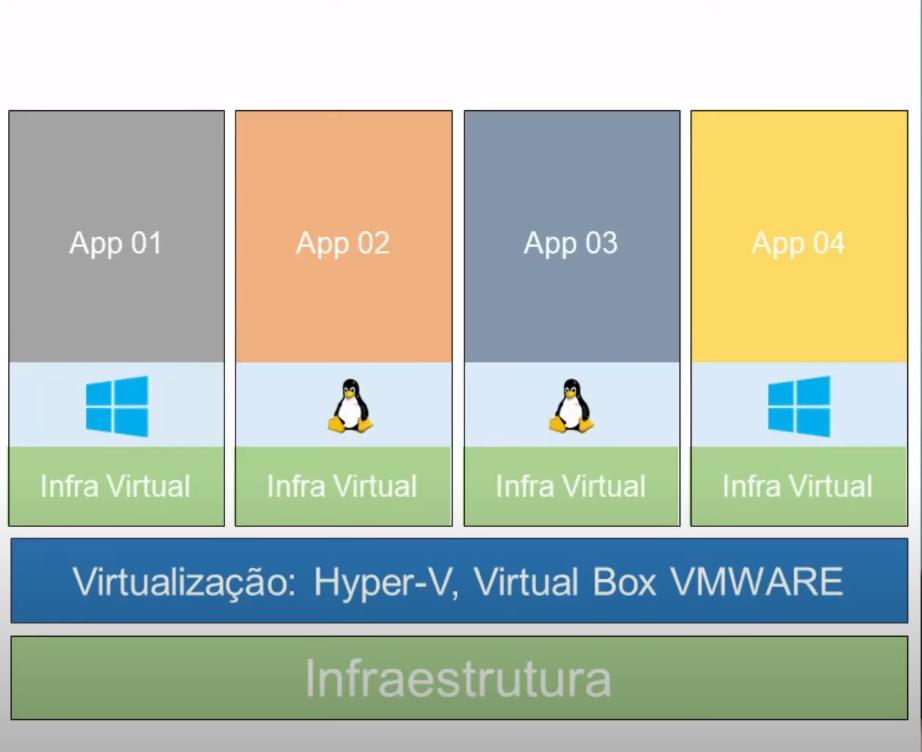 App 01
App 02
App 03
App 04
Infra Virtual
Infra Virtual
Infra Virtual
Infra Virtual
Virtualização: Hyper-V, Virtual Box VMWARE
Infraestrutura